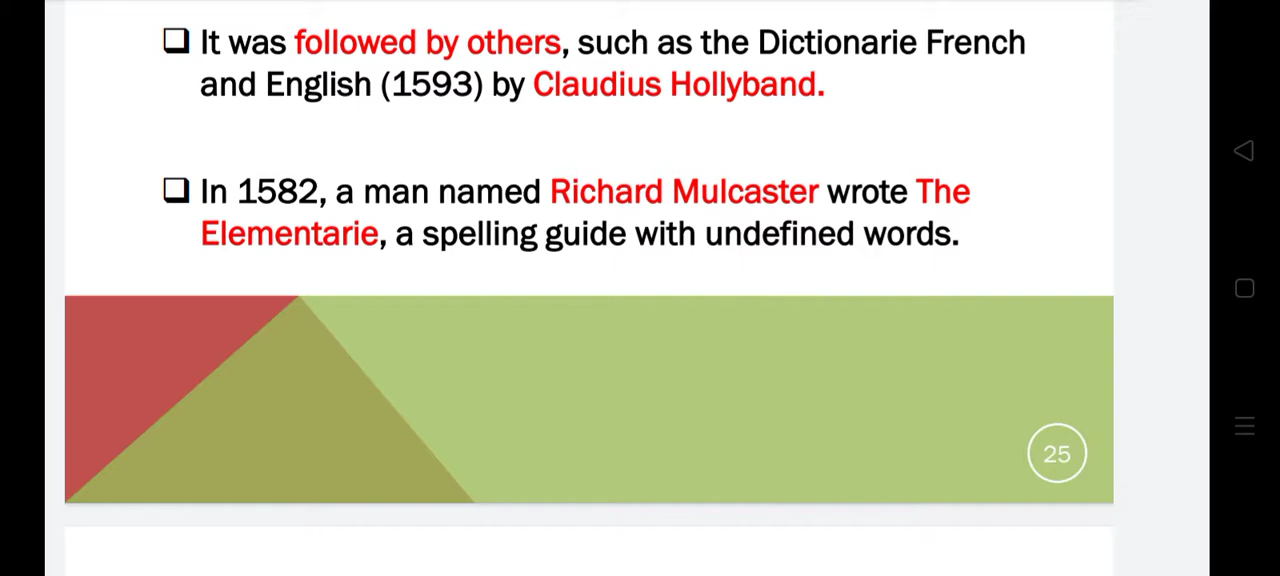 It was followed by others, such as the Dictionarie French
and English (1593) by Claudius Hollyband.
In 1582, a man named Richard Mulcaster wrote The
Elementarie, a spelling guide with undefined words.
25